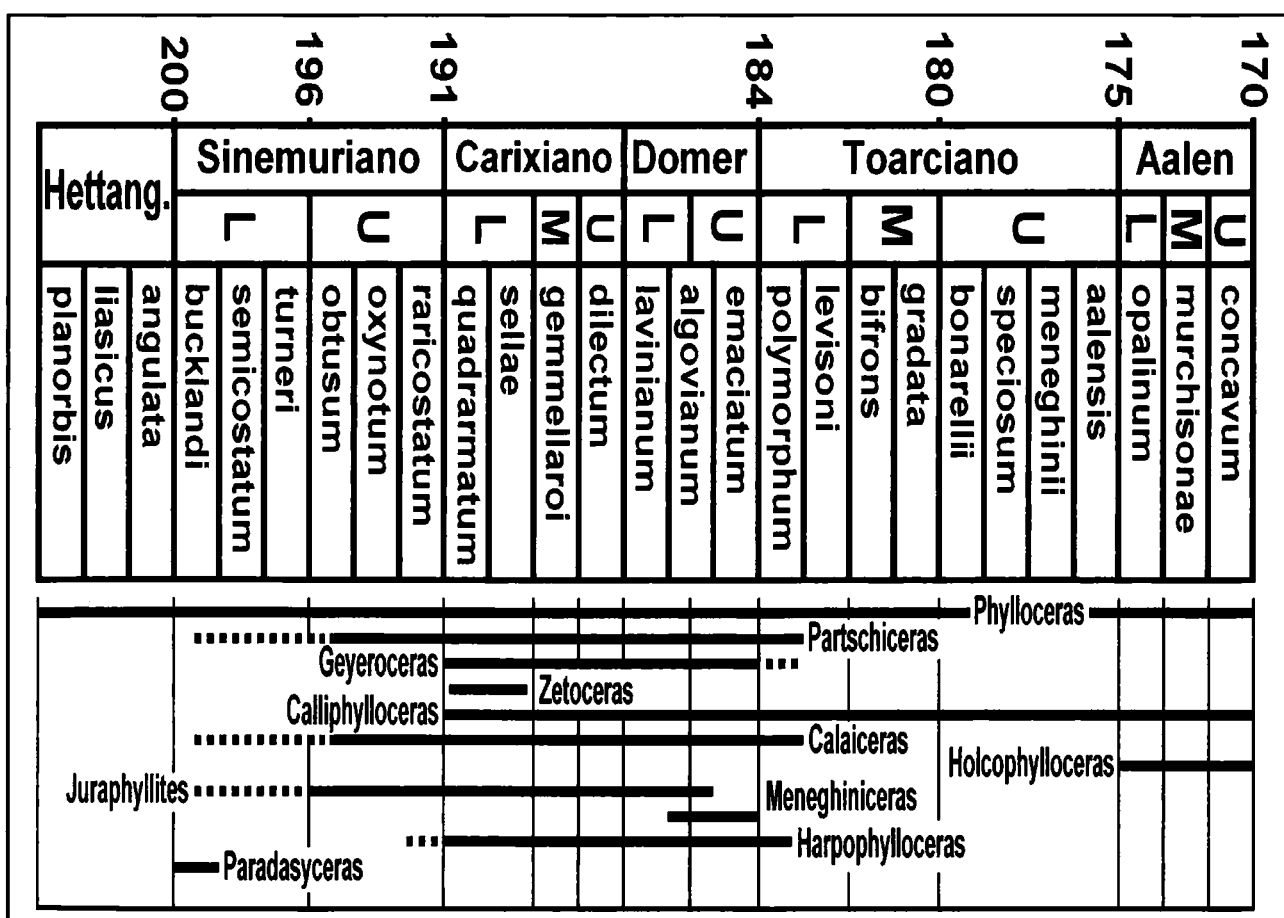 200 196 191 184 180 175 170
Hettang. Sinemuriano Carixiano Domer Toarciano Aalen
L U L M U L U L M U L M U
planorbis
liasicus
angulata
bucklandi
semicostatum
turneri
obtusum
oxynotum
raricostatum
quadrarmatum
sellae
gemmellaroi
dilectum
lavinianum
algovianum
emaciatum
polymorphum
levisoni
bifrons
gradata
bonarellii
speciosum
meneghinii
aalensis
opalinum
murchisonae
concavum
Phylloceras
Partschiceras
Geyeroceras
Zetoceras
Calliphylloceras
Calaiceras
Holcophylloceras
Juraphyllites
Meneghiniceras
Harpophylloceras
Paradasyceras